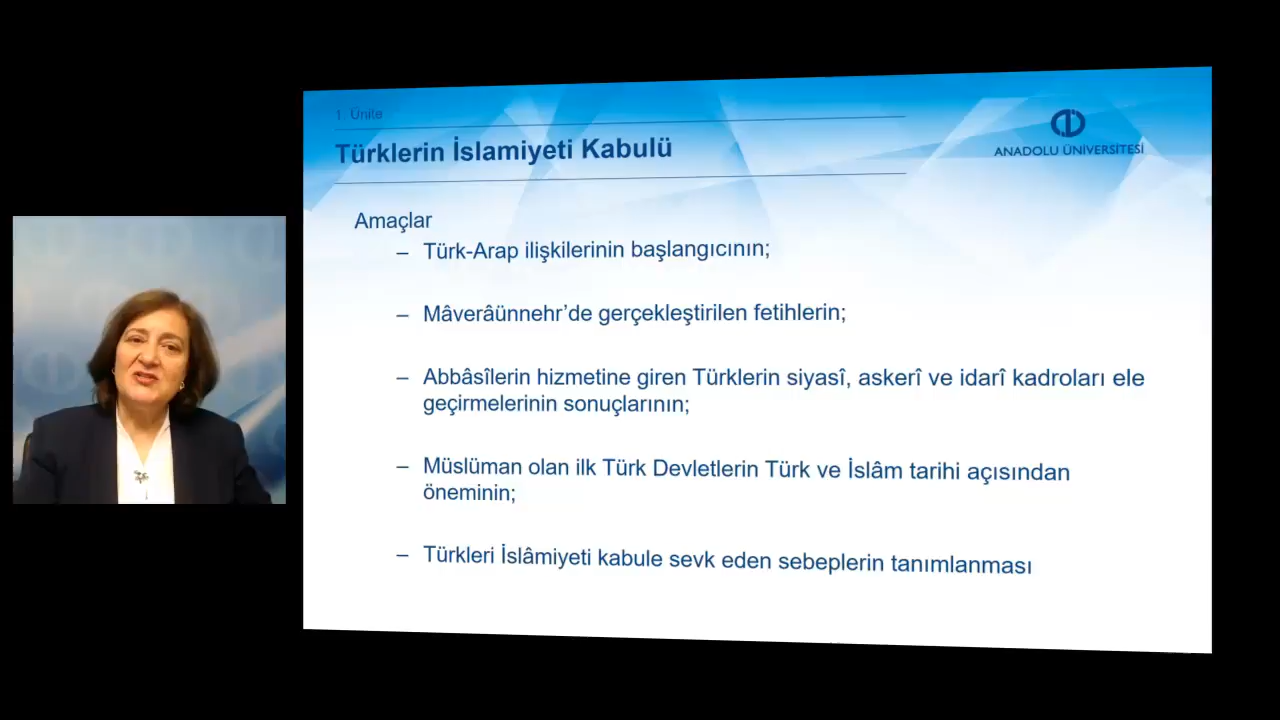 1. Ünite
Türklerin İslamiyeti Kabulü
ANADOLU ÜNİVERSİTESİ
Amaçlar
– Türk-Arap ilişkilerinin başlangıcının;
– Mâverâünnehr’de gerçekleştirilen fetihlerin;
– Abbâsîlerin hizmetine giren Türklerin siyasî, askerî ve idarî kadroları ele
geçirmelerinin sonuçlarının;
– Müslüman olan ilk Türk Devletlerin Türk ve İslâm tarihi açısından
öneminin;
– Türkleri İslâmiyeti kabule sevk eden sebeplerin tanımlanması